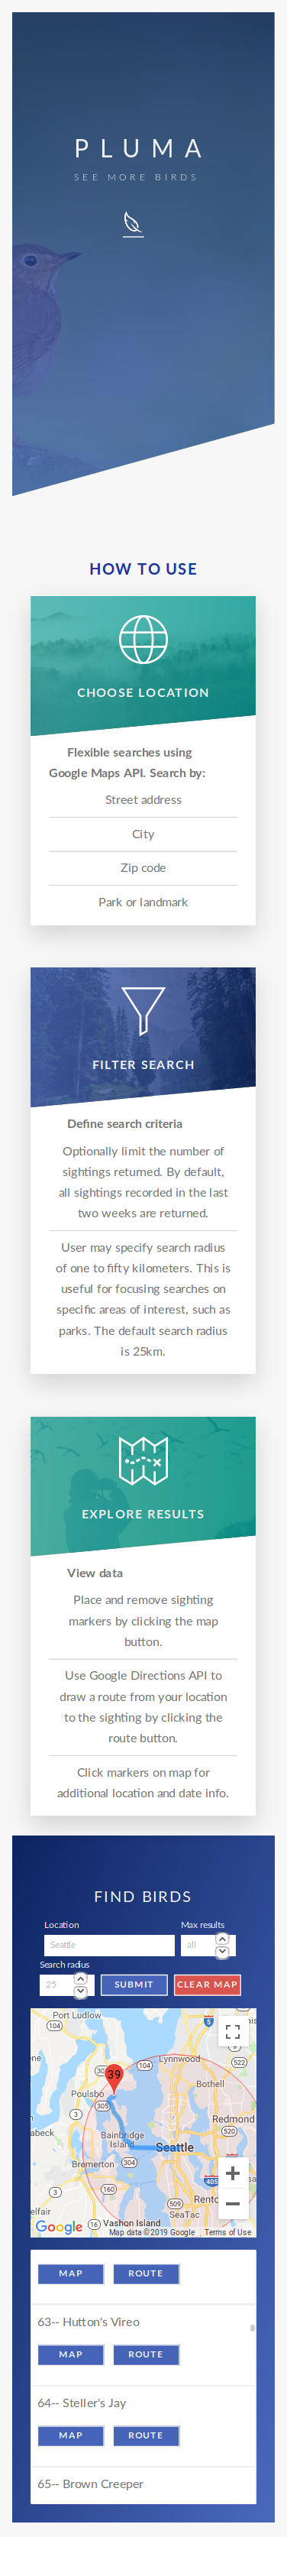 PLUMA
SEE MORE BIRDS
HOW TO USE
CHOOSE LOCATION
Flexible searches using
Google Maps API. Search by:
Street address
City
Zip code
Park or landmark
FILTER SEARCH
Define search criteria
Optionally limit the number of
sightings returned. By default,
all sightings recorded in the last
two weeks are returned.
User may specify search radius
of one to fifty kilometers. This is
useful for focusing searches on
specific areas of interest, such as
parks. The default search radius
is 25km.
EXPLORE RESULTS
View data
Place and remove sighting
markers by clicking the map
button.
Use Google Directions API to
draw a route from your location
to the sighting by clicking the
route button.
Click markers on map for
additional location and date info.
FIND BIRDS
Location Max results
Seattle all
Search radius
25 SUBMIT CLEAR MAP
Port Ludlow
104 5
ene Lynnwood
104 522
30 39 Bothell
Poulsbo
305
3 Redmond
abeck Bainbridge 520
Island Seattle
Bremerton 304
405
3 160 Rento
509
elfair SeaTac
Google 16 Vashon Island
Map data ©2019 Google Terms of Use
MAP ROUTE
63-- Hutton's Vireo
MAP ROUTE
64-- Steller's Jay
MAP ROUTE
65-- Brown Creeper